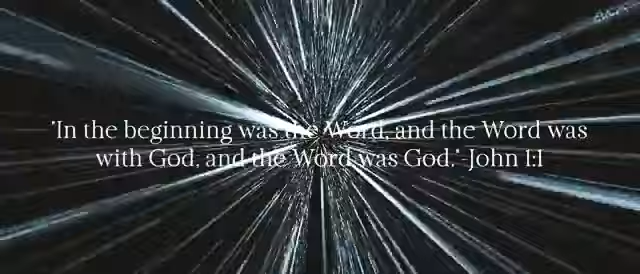 "In the beginning was the Word, and the Word was
with God, and the Word was God."-John 1:1